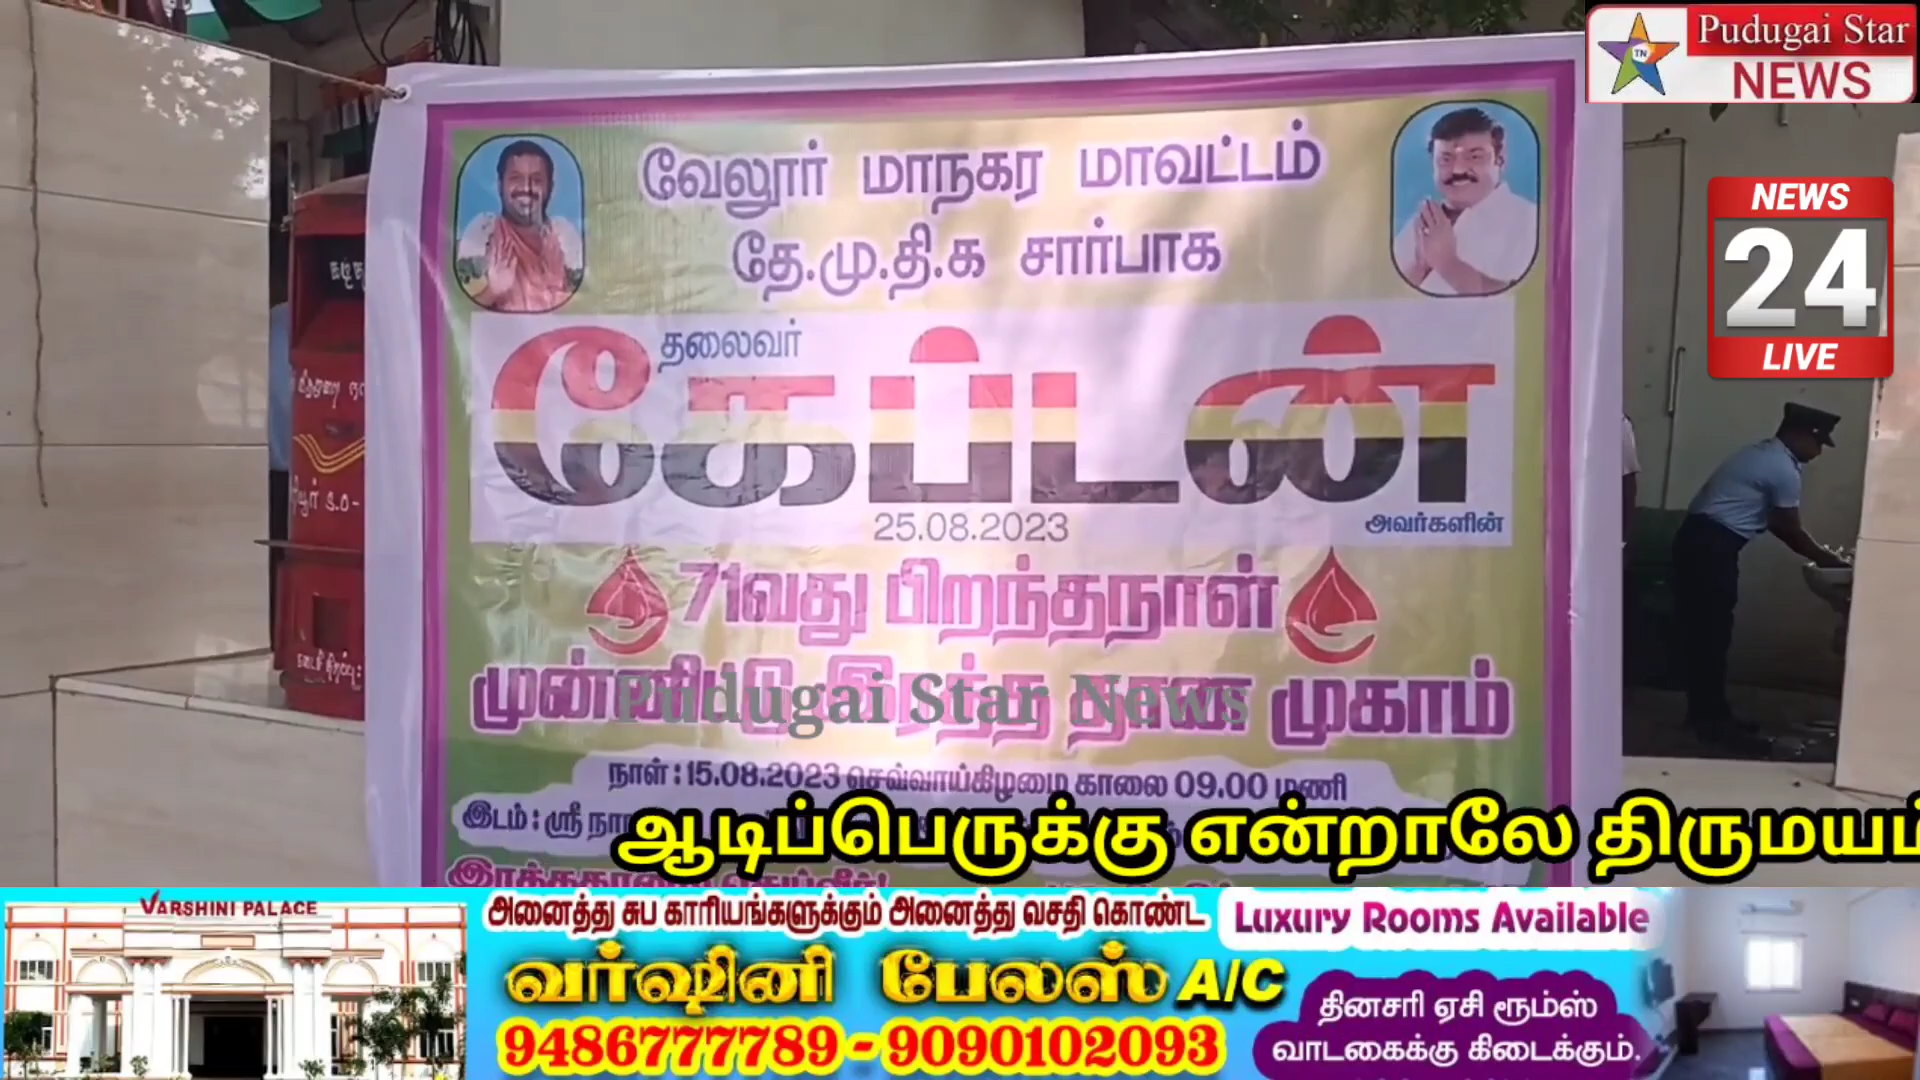 Pudugai Star
NEWS
TN
NEWS
24
LIVE
வேலூர் மாநகர மாவட்டம்
தே.மு.தி.க சார்பாக
தலைவர்
கேப்டன்
25.08.2023
அவர்களின்
71வது பிறந்தநாள்
முன்னிட்டு இரத்த தான முகாம்
Pudugai Star News
நாள் : 15.08.2023 செவ்வாய்கிழமை காலை 09.00 மணி
இடம் : ஸ்ரீ
ஆடிப்பெருக்கு என்றாலே திருமயம்
S.O-
VARSHINI PALACE
அனைத்து சுப காரியங்களுக்கும் அனைத்து வசதி கொண்ட
வர்ஷினி பேலஸ் A/C
9486777789 - 9090102093
Luxury Rooms Available
தினசரி ஏசி ரூம்ஸ்
வாடகைக்கு கிடைக்கும்.